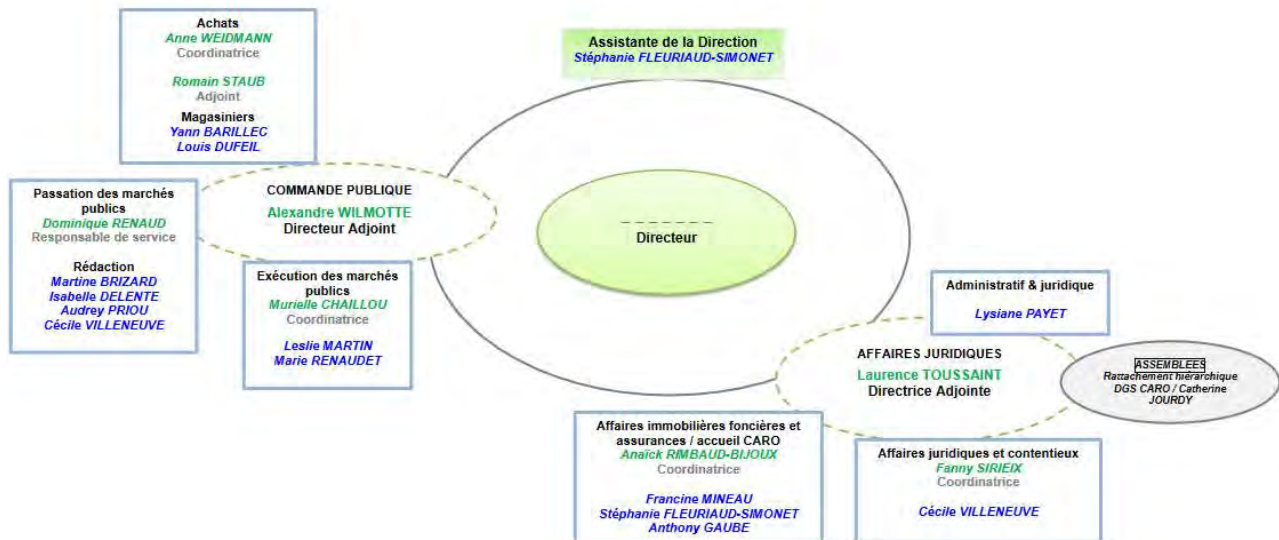 Achats
Anne WEIDMANN
Coordinatrice
Romain STAUB
Adjoint
Magasiniers
Yann BARILLEC
Louis DUFEIL
Assistante de la Direction
Stéphanie FLEURIAUD-SIMONET
Passation des marchés
publics
Dominique RENAUD
Responsable de service
Rédaction
Martine BRIZARD
Isabelle DELENTE
Audrey PRIOU
Cécile VILLENEUVE
COMMANDE PUBLIQUE
Alexandre WILMOTTE
Directeur Adjoint
Exécution des marchés
publics
Murielle CHAILLOU
Coordinatrice
Leslie MARTIN
Marie RENAUDET
Directeur
Administratif & juridique
Lysiane PAYET
AFFAIRES JURIDIQUES
Laurence TOUSSAINT
Directrice Adjointe
ASSEMBLEES
Rattachement hiérarchique
DGS CARO / Catherine
JOURDY
Affaires immobilières foncières et
assurances / accueil CARO
Anaïck RIMBAUD-BIJOUX
Coordinatrice
Francine MINEAU
Stéphanie FLEURIAUD-SIMONET
Anthony GAUBE
Affaires juridiques et contentieux
Fanny SIRIEIX
Coordinatrice
Cécile VILLENEUVE